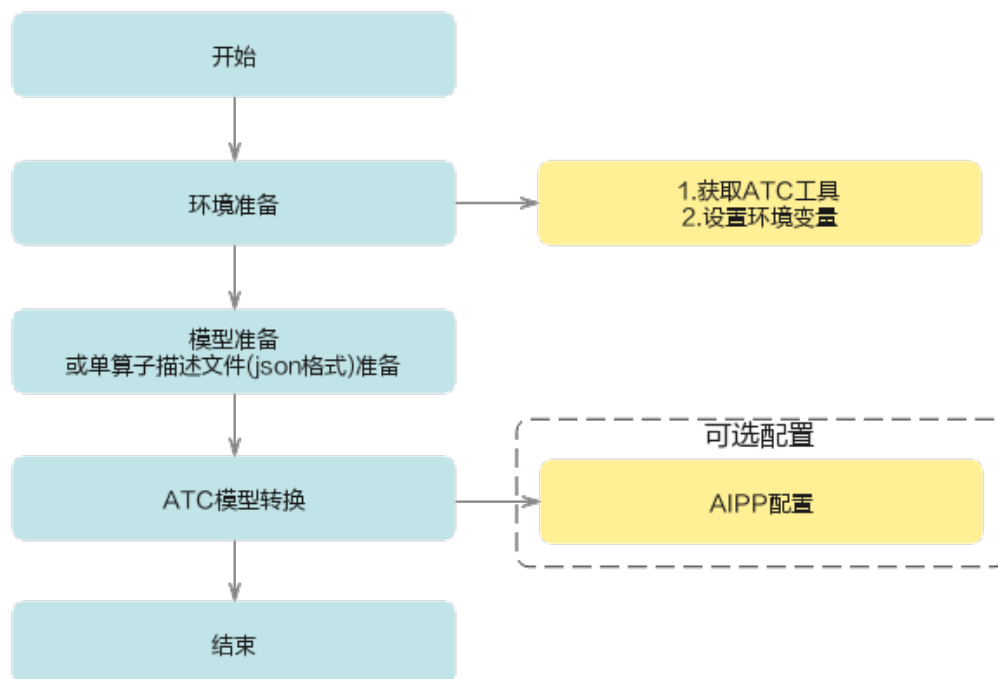 开始
环境准备
1.获取ATC工具
2.设置环境变量
模型准备
或单算子描述文件(json格式)准备
可选配置
ATC模型转换
AIPP配置
结束